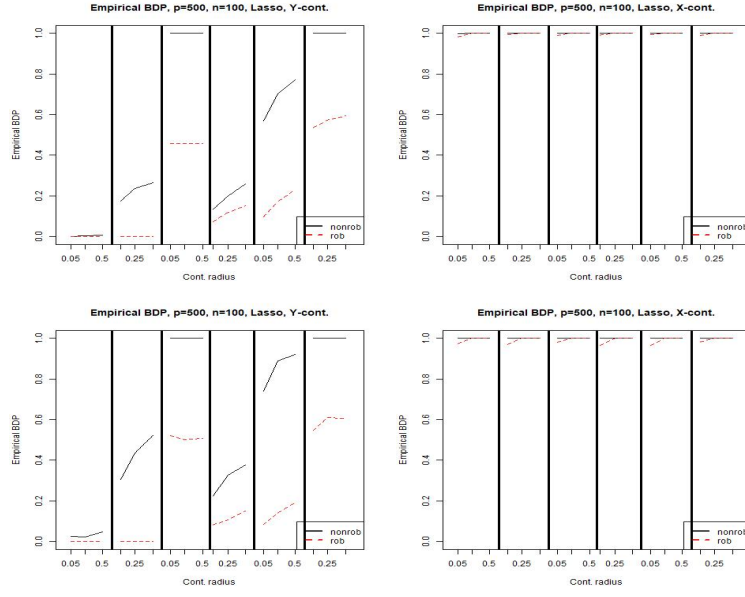 Empirical BDP, p=500, n=100, Lasso, Y-cont.
Empirical BDP
1.0
0.8
0.6
0.4
0.2
0.0
nonrob
rob
0.05 0.5 0.25 0.05 0.5 0.25 0.05 0.5 0.25
Cont. radius
Empirical BDP, p=500, n=100, Lasso, X-cont.
Empirical BDP
1.0
0.8
0.6
0.4
0.2
0.0
nonrob
rob
0.05 0.5 0.25 0.05 0.5 0.25 0.05 0.5 0.25
Cont. radius
Empirical BDP, p=500, n=100, Lasso, Y-cont.
Empirical BDP
1.0
0.8
0.6
0.4
0.2
0.0
nonrob
rob
0.05 0.5 0.25 0.05 0.5 0.25 0.05 0.5 0.25
Cont. radius
Empirical BDP, p=500, n=100, Lasso, X-cont.
Empirical BDP
1.0
0.8
0.6
0.4
0.2
0.0
nonrob
rob
0.05 0.5 0.25 0.05 0.5 0.25 0.05 0.5 0.25
Cont. radius